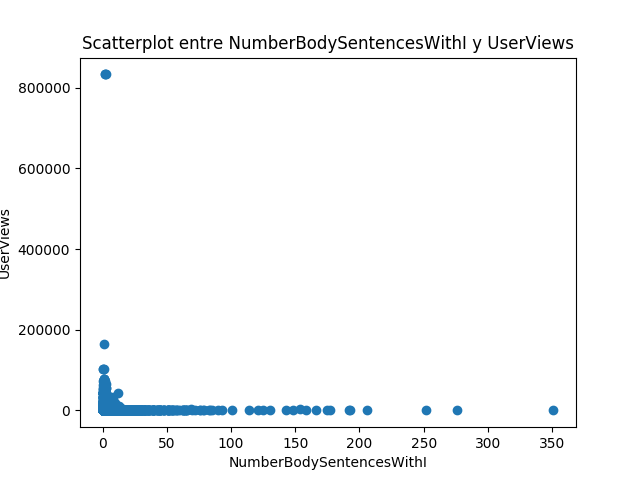 Scatterplot entre NumberBodySentencesWithI y UserViews
800000
600000
400000
200000
0
UserViews
0 50 100 150 200 250 300 350
NumberBodySentencesWithI